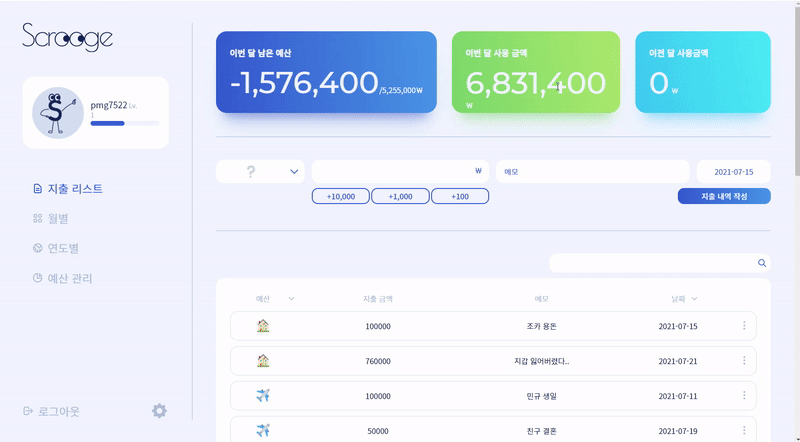 Scrooge
pmg7522 Lv.
1
지출 리스트
월별
연도별
예산 관리
로그아웃
이번 달 남은 예산
-1,576,400/5,255,000₩
이번 달 사용 금액
6,831,400
₩
이전 달 사용금액
0 ₩
?
₩
메모
2021-07-15
+10,000
+1,000
+100
지출 내역 작성
예산 지출 금액 메모 날짜
100000 조카 용돈 2021-07-15
760000 지갑 잃어버렸다.. 2021-07-21
100000 민규 생일 2021-07-11
50000 친구 결혼 2021-07-19